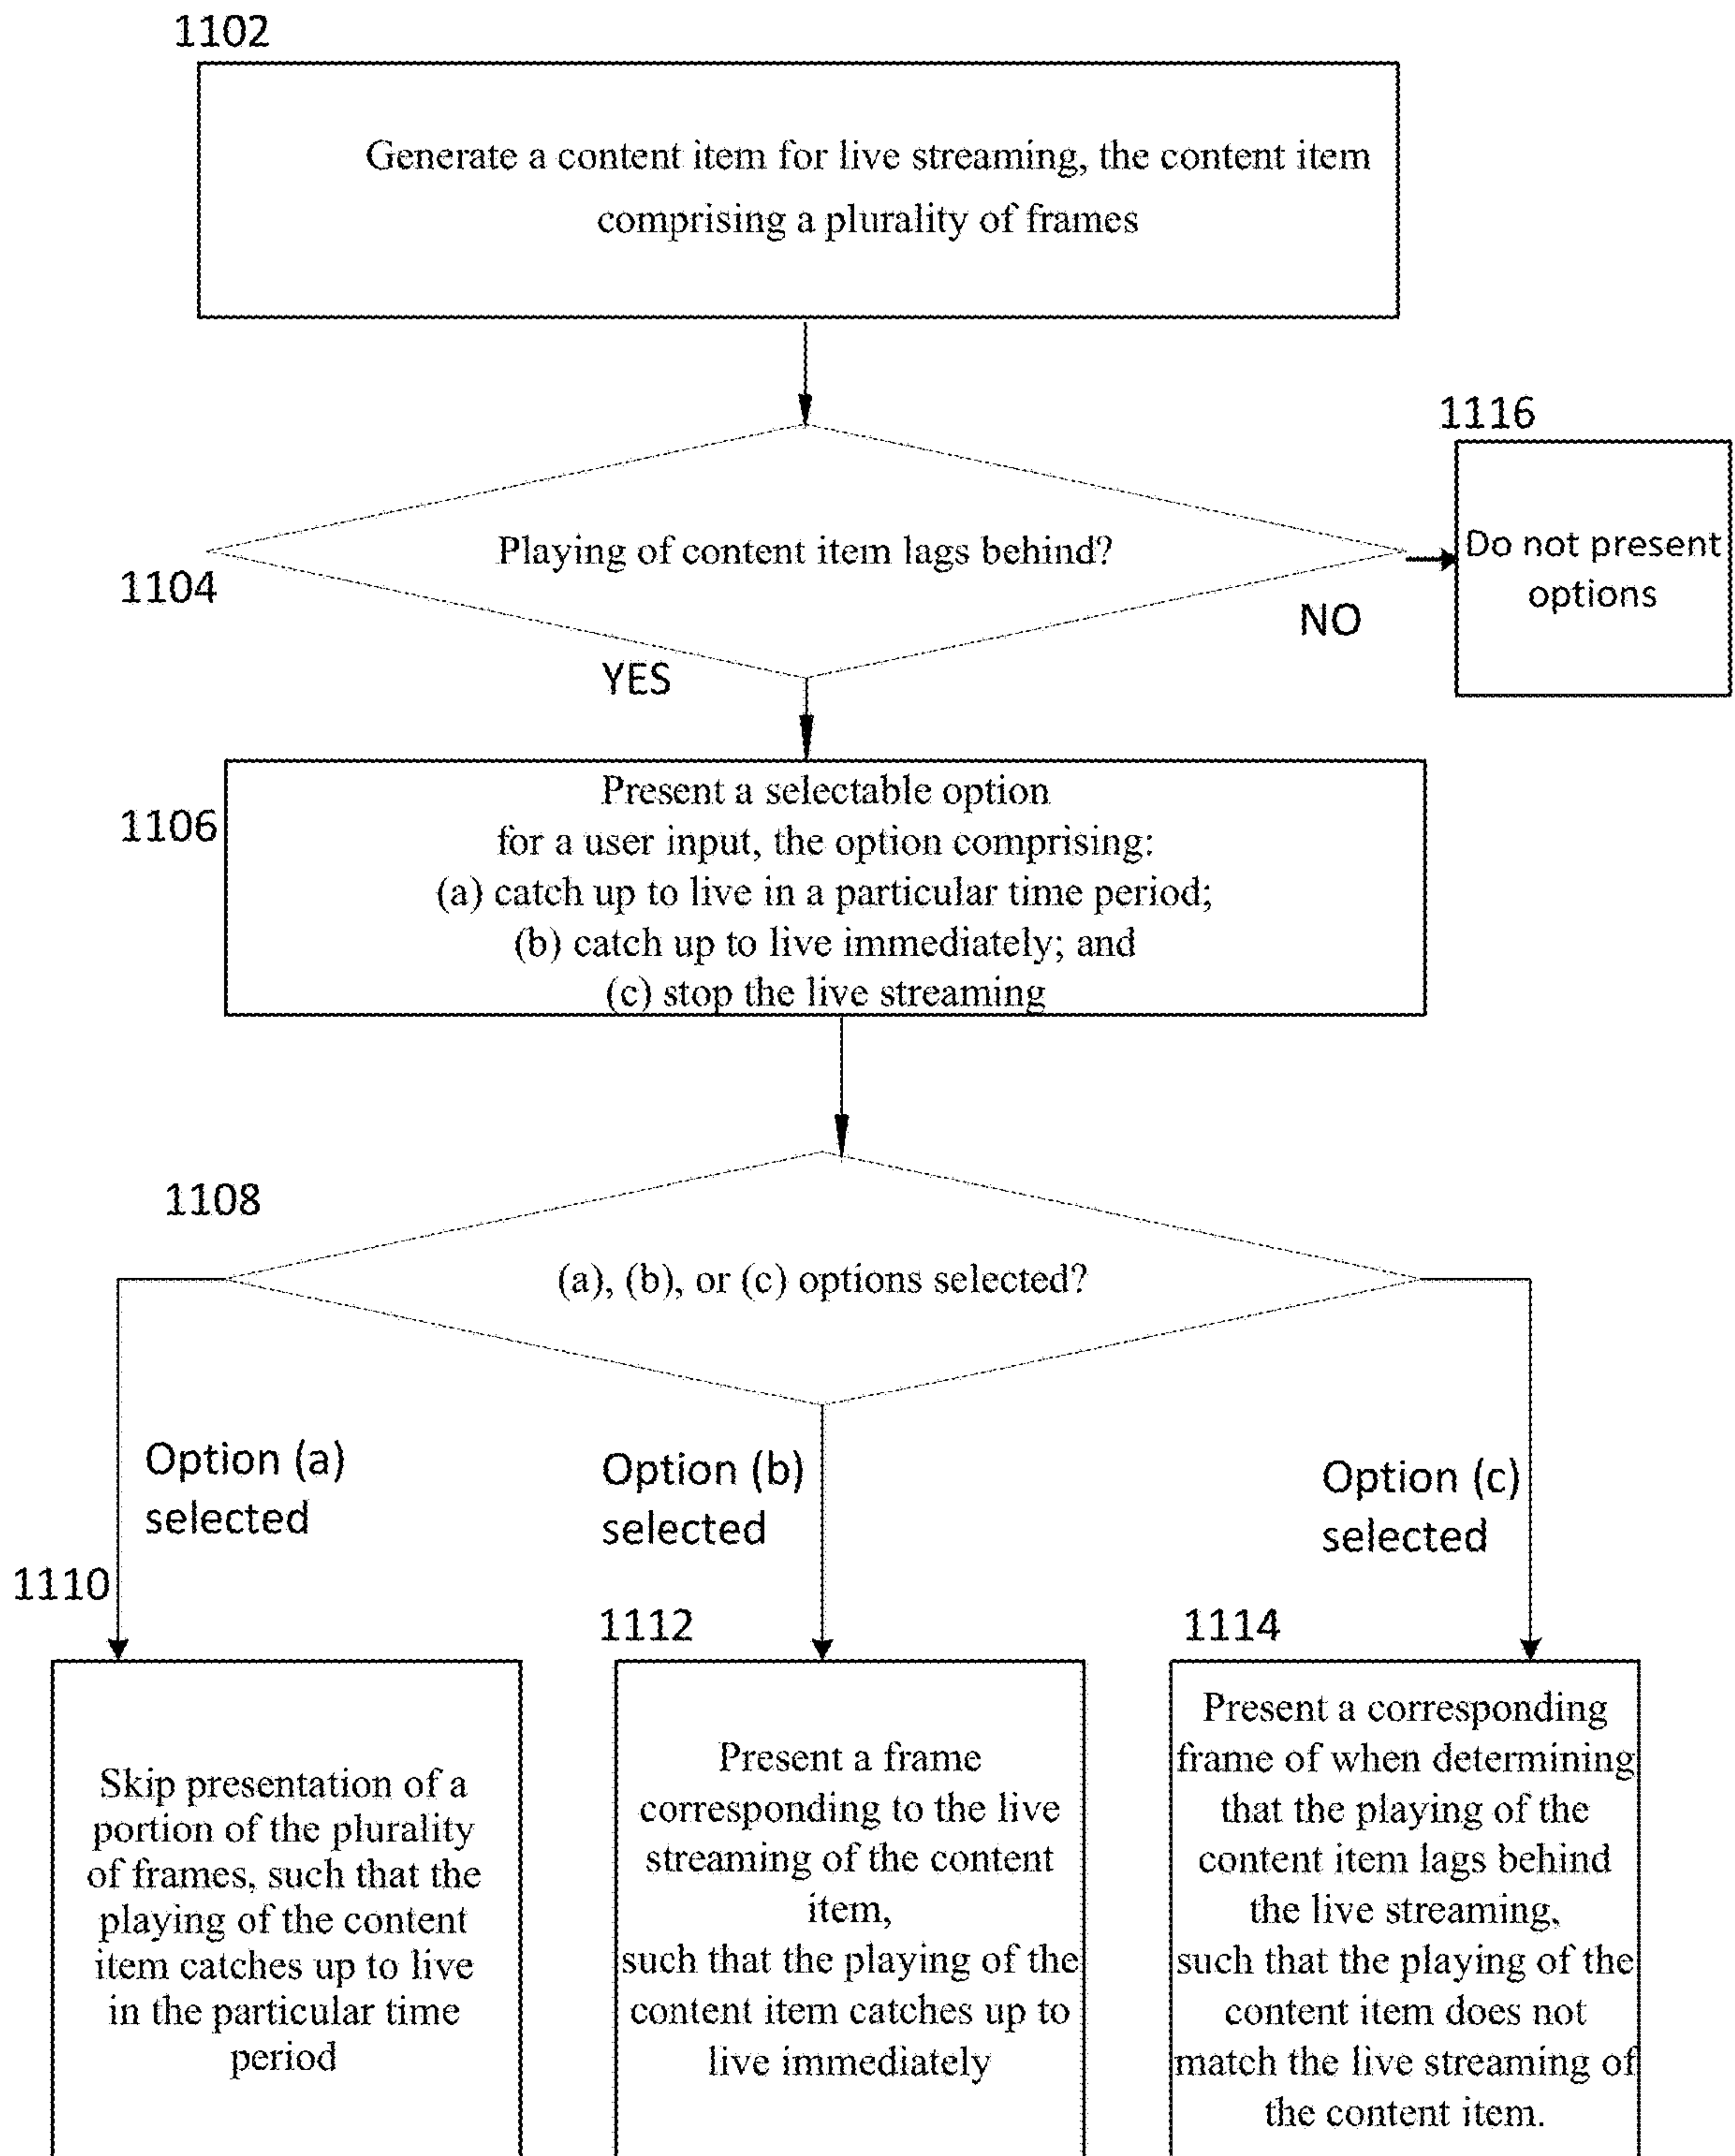 1102
Generate a content item for live streaming, the content item
comprising a plurality of frames
1116
Do not present
options
Playing of content item lags behind?
1104
NO
YES
1106
Present a selectable option
for a user input, the option comprising:
(a) catch up to live in a particular time period;
(b) catch up to live immediately; and
(c) stop the live streaming
1108
(a), (b), or (c) options selected?
Option (a)
selected
Option (b)
selected
Option (c)
selected
1110
1112
1114
Skip presentation of a
portion of the plurality
of frames, such that the
playing of the content
item catches up to live
in the particular time
period
Present a frame
corresponding to the live
streaming of the content
item,
such that the playing of the
content item catches up to
live immediately
Present a corresponding
frame of when determining
that the playing of the
content item lags behind
the live streaming,
such that the playing of the
content item does not
match the live streaming of
the content item.